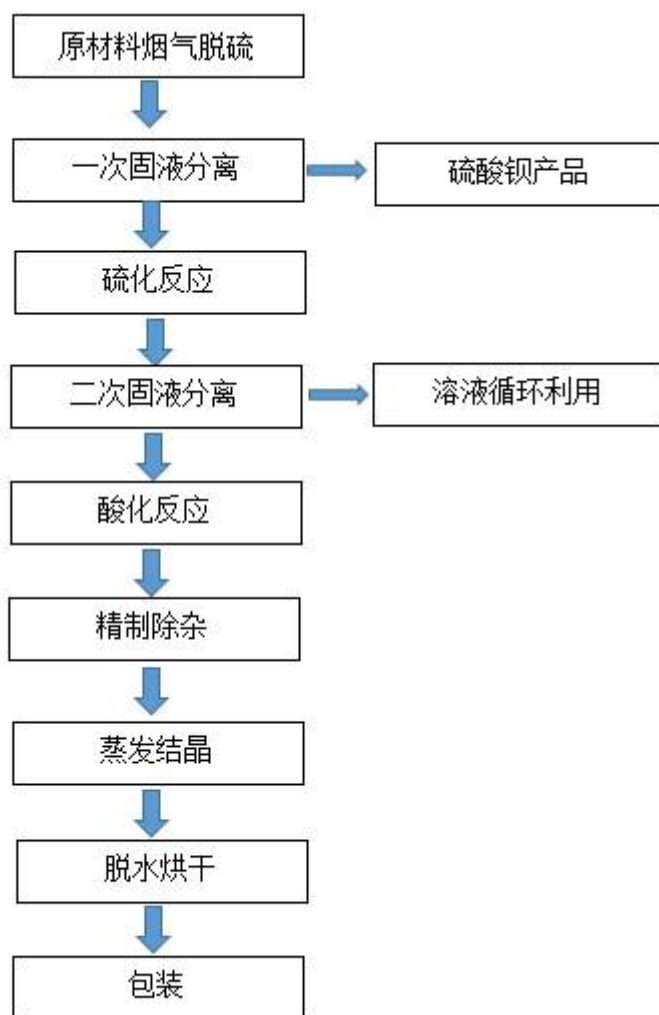 原材料烟气脱硫
一次固液分离
硫酸钡产品
硫化反应
二次固液分离
溶液循环利用
酸化反应
精制除杂
蒸发结晶
脱水烘干
包装